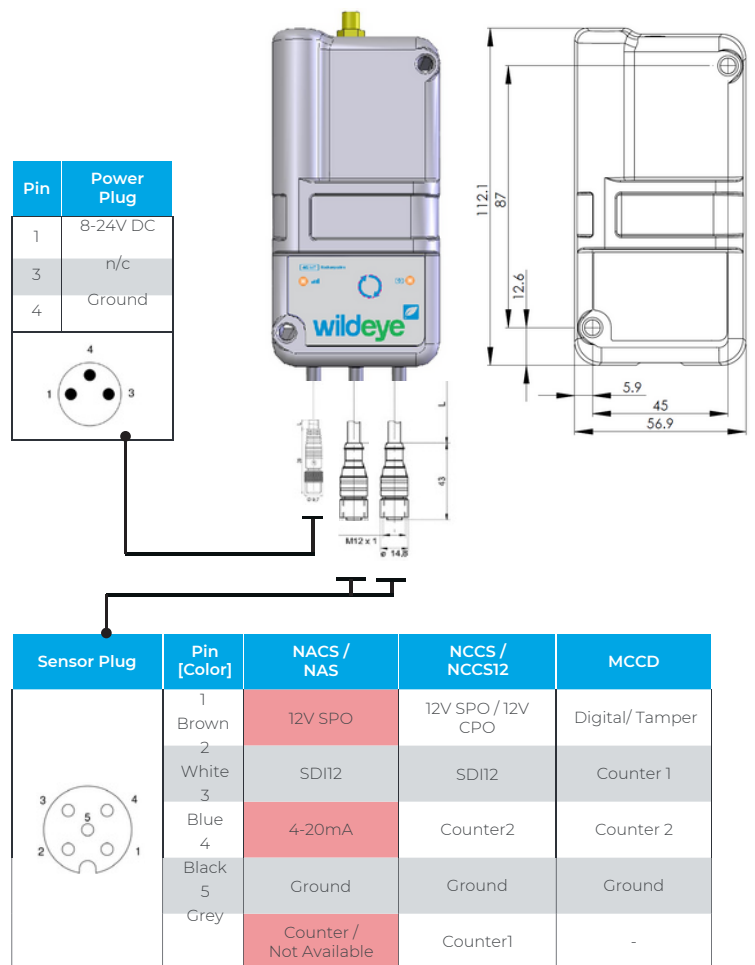 Pin
Power
Plug
1
8-24V DC
3
n/c
4
Ground
4
1
3
wildeye
112.1
87
12.6
5.9
45
56.9
L
43
M12 x 1
ø 14.8
Sensor Plug
Pin
[Color]
NACS /
NAS
NCCS /
NCCS12
MCCD
1
Brown
12V SPO
12V SPO / 12V
CPO
Digital/ Tamper
2
White
SDI12
SDI12
Counter 1
3
Blue
4-20mA
Counter2
Counter 2
4
Black
Ground
Ground
Ground
5
Grey
Counter /
Not Available
Counter1
-
3
4
5
2
1